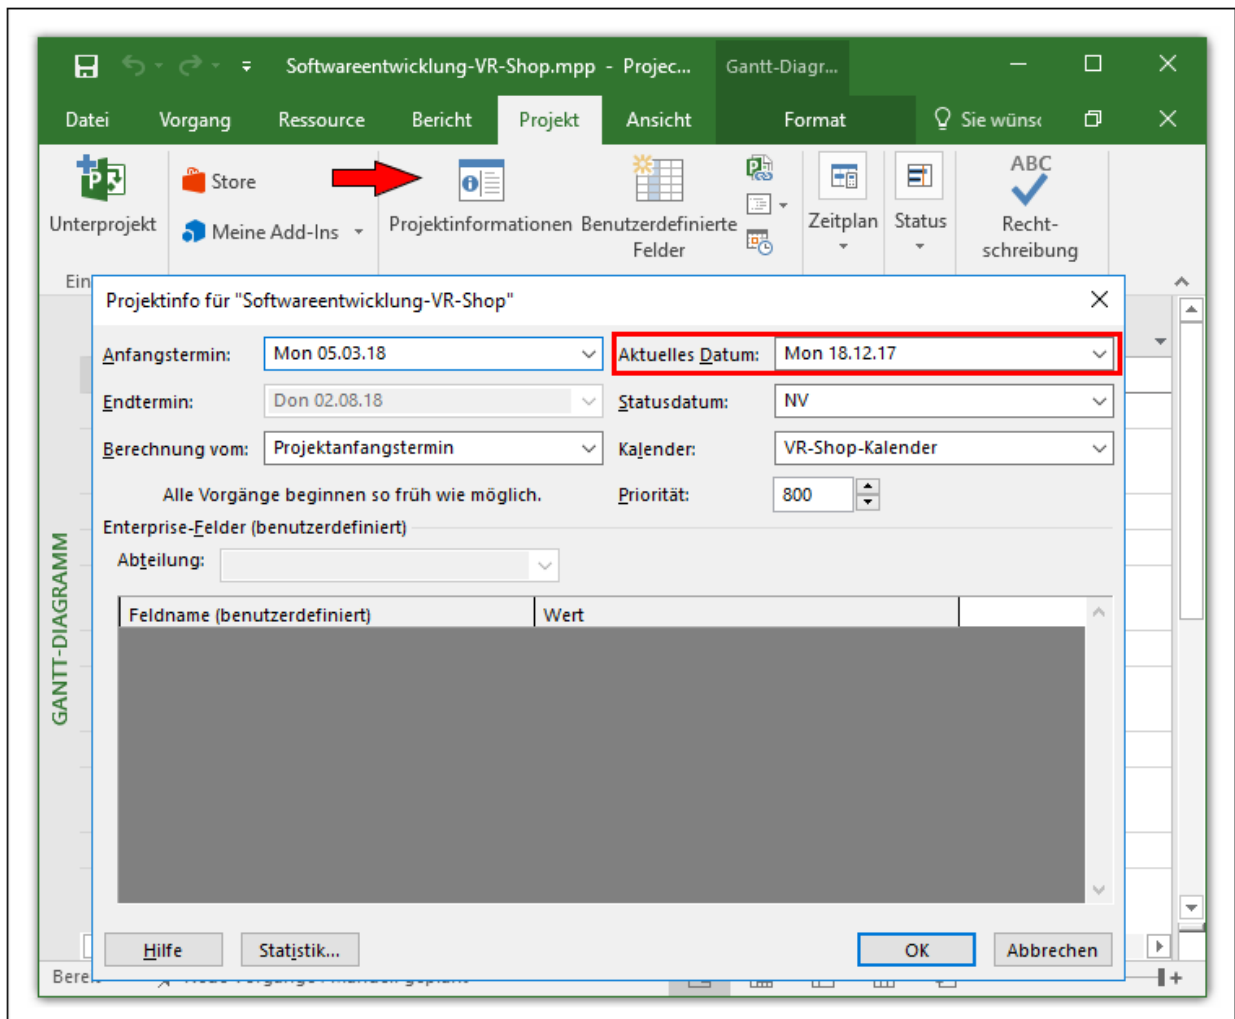 Softwareentwicklung-VR-Shop.mpp - Projec... Gantt-Diagr...
Datei Vorgang Ressource Bericht Projekt Ansicht Format Sie wüns
Unterprojekt
Store
Meine Add-Ins
Projektinformationen
Benutzerdefinierte
Felder
Zeitplan
Status
ABC
Recht-
schreibung
Ein
Projektinfo für "Softwareentwicklung-VR-Shop"
Anfangstermin: Mon 05.03.18 Aktuelles Datum: Mon 18.12.17
Endtermin: Don 02.08.18 Statusdatum: NV
Berechnung vom: Projektanfangstermin Kalender: VR-Shop-Kalender
Alle Vorgänge beginnen so früh wie möglich. Priorität: 800
Enterprise-Felder (benutzerdefiniert)
Abteilung:
Feldname (benutzerdefiniert) Wert
GANTT-DIAGRAMM
Hilfe Statistik... OK Abbrechen
Berei